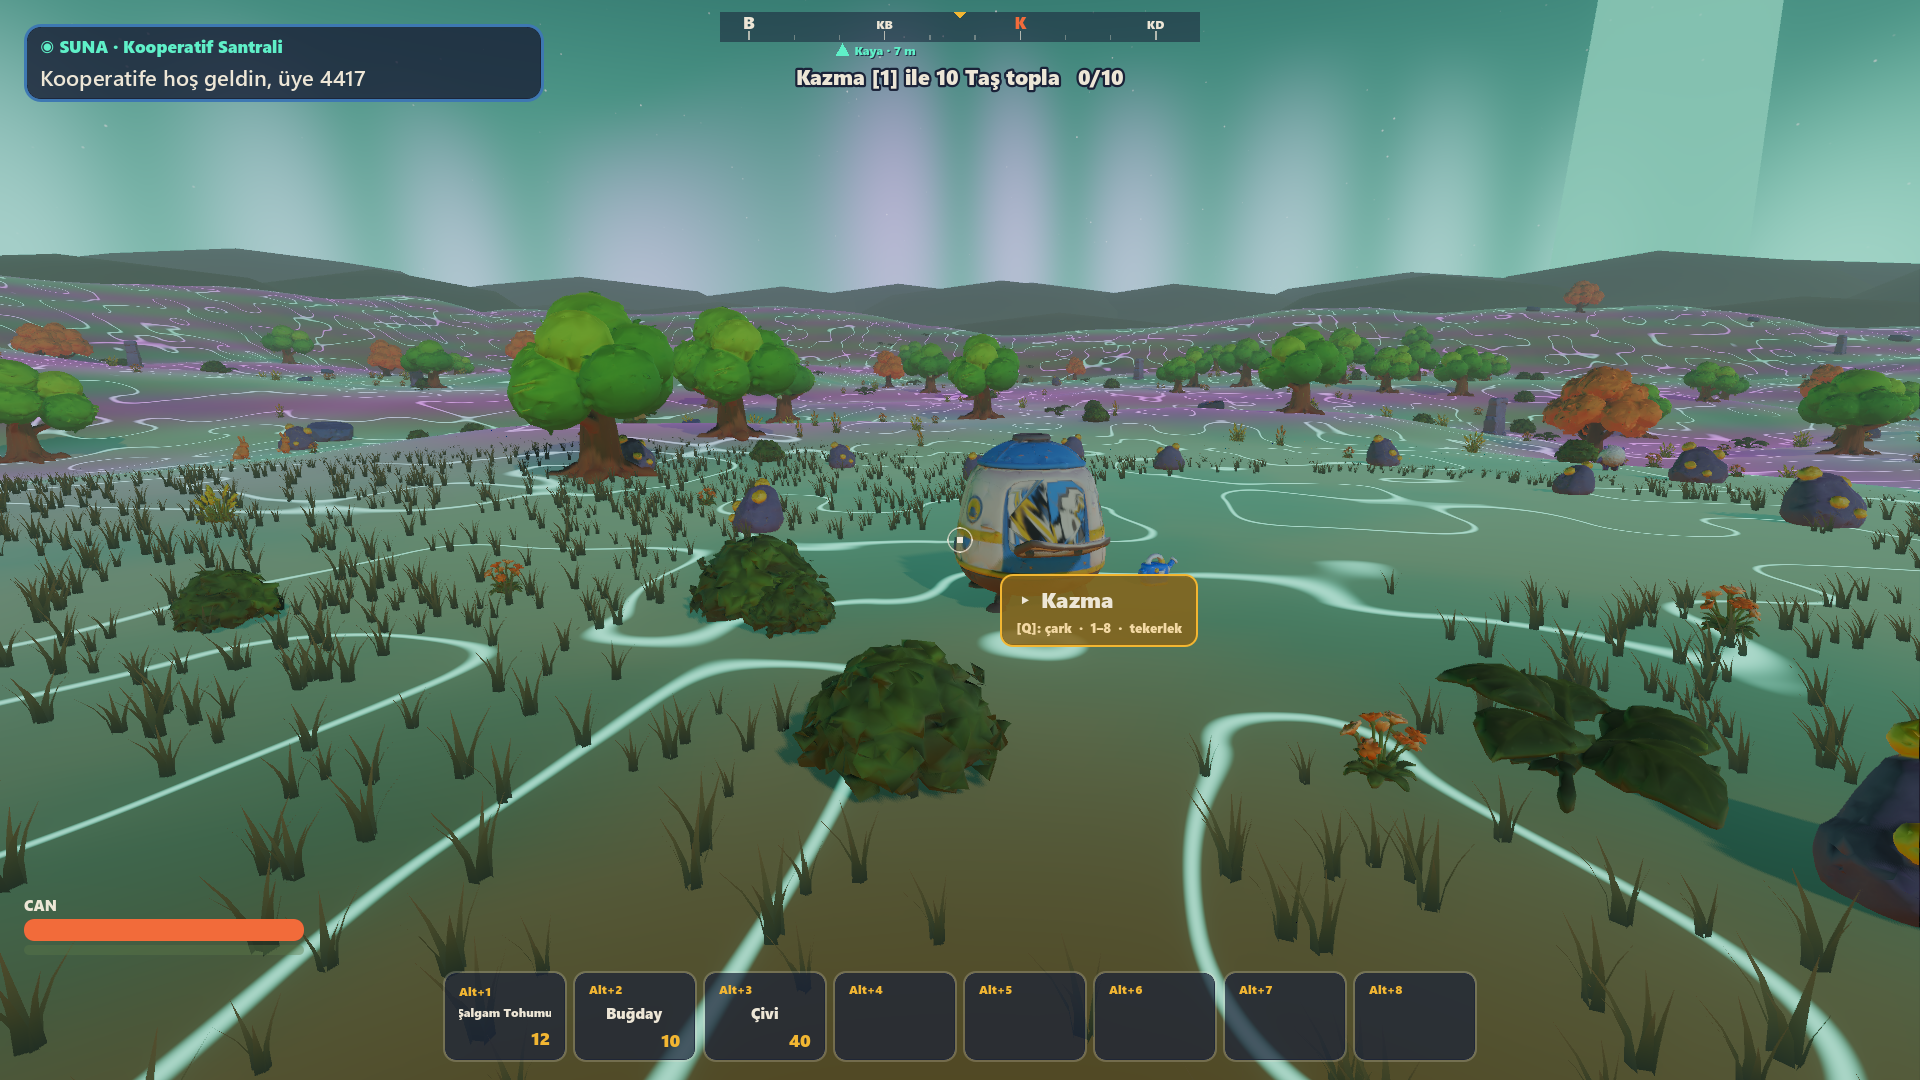 SUNA · Kooperatif Santrali
Kooperatife hoş geldin, üye 4417
B KB K KD
Kaya · 7 m
Kazma [1] ile 10 Taş topla 0/10
Kazma
[Q]: çark · 1–8 · tekerlek
CAN
Alt+1 Alt+2 Alt+3 Alt+4 Alt+5 Alt+6 Alt+7 Alt+8
Şalgam Tohumu Buğday Çivi
12 10 40